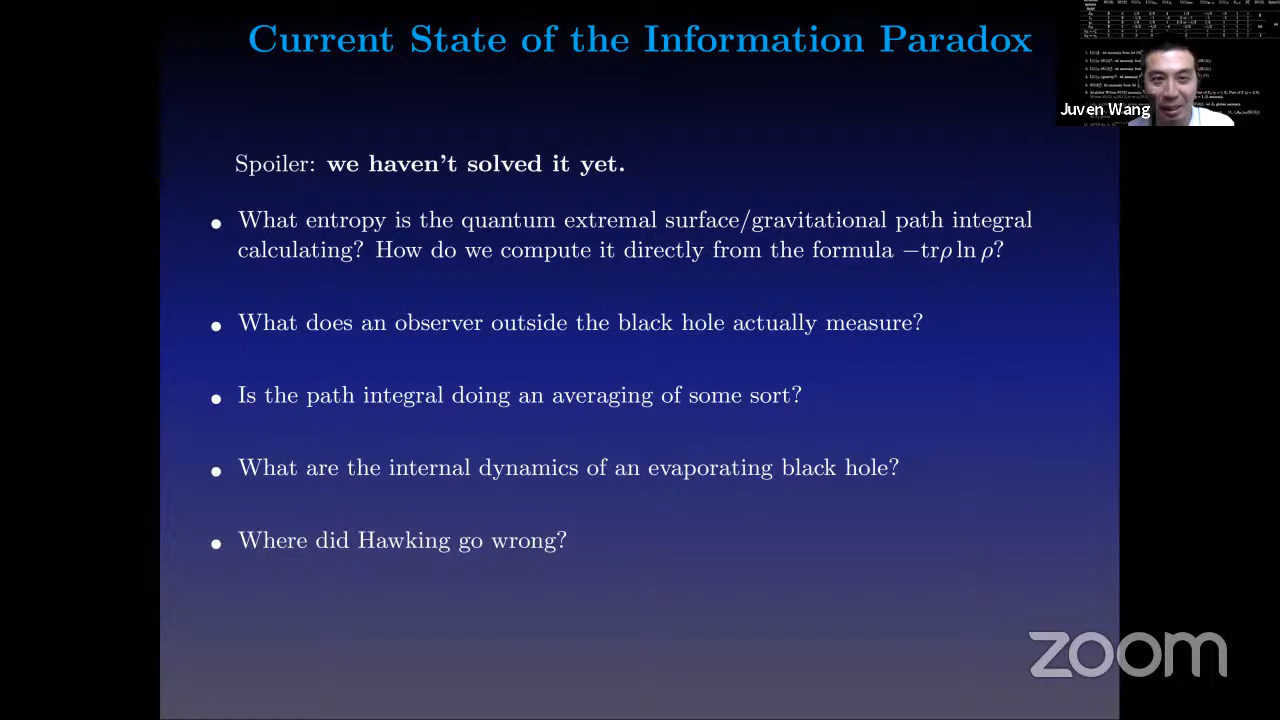 Current State of the Information Paradox
Juven Wang
Spoiler: we haven't solved it yet.
• What entropy is the quantum extremal surface/gravitational path integral
calculating? How do we compute it directly from the formula −trρ ln ρ?
• What does an observer outside the black hole actually measure?
• Is the path integral doing an averaging of some sort?
• What are the internal dynamics of an evaporating black hole?
• Where did Hawking go wrong?
zoom